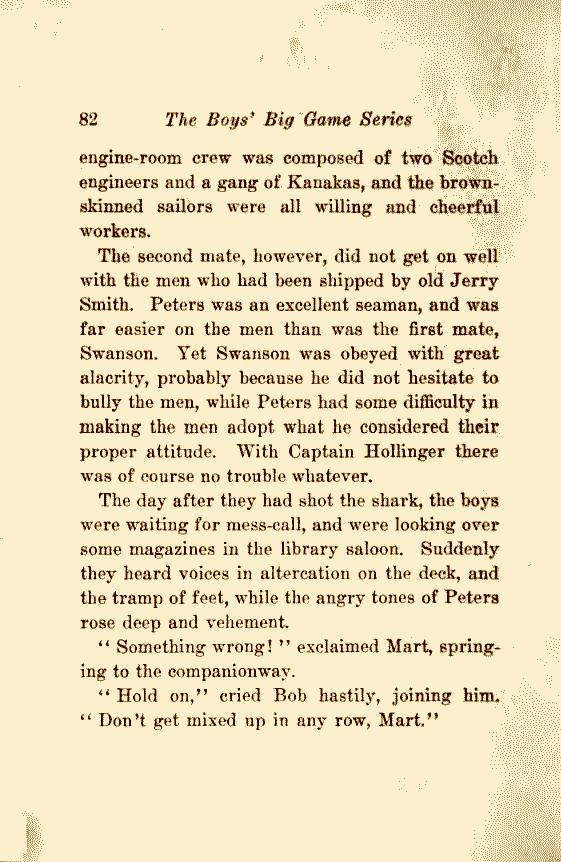 82 The Boys' Big Game Series
engine-room crew was composed of two Scotch
engineers and a gang of Kanakas, and the brown-
skinned sailors were all willing and cheerful
workers.
The second mate, however, did not get on well
with the men who had been shipped by old Jerry
Smith. Peters was an excellent seaman, and was
far easier on the men than was the first mate,
Swanson. Yet Swanson was obeyed with great
alacrity, probably because he did not hesitate to
bully the men, while Peters had some difficulty in
making the men adopt what he considered their
proper attitude. With Captain Hollinger there
was of course no trouble whatever.
The day after they had shot the shark, the boys
were waiting for mess-call, and were looking over
some magazines in the library saloon. Suddenly
they heard voices in altercation on the deck, and
the tramp of feet, while the angry tones of Peters
rose deep and vehement.
" Something wrong! " exclaimed Mart, spring-
ing to the companionway.
" Hold on," cried Bob hastily, joining him.
" Don't get mixed up in any row, Mart."